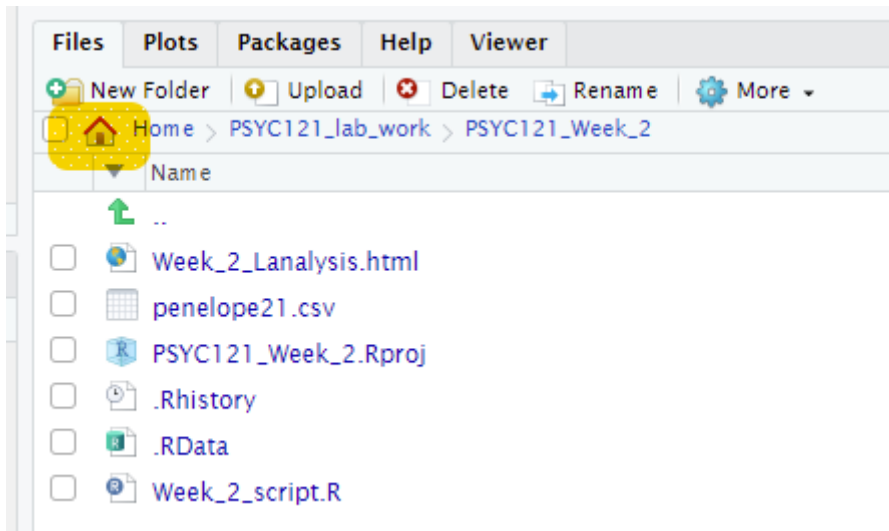 Files Plots Packages Help Viewer
New Folder Upload Delete Rename More
Home > PSYC121_lab_work > PSYC121_Week_2
Name
..
Week_2_Lanalysis.html
penelope21.csv
PSYC121_Week_2.Rproj
.Rhistory
.RData
Week_2_script.R